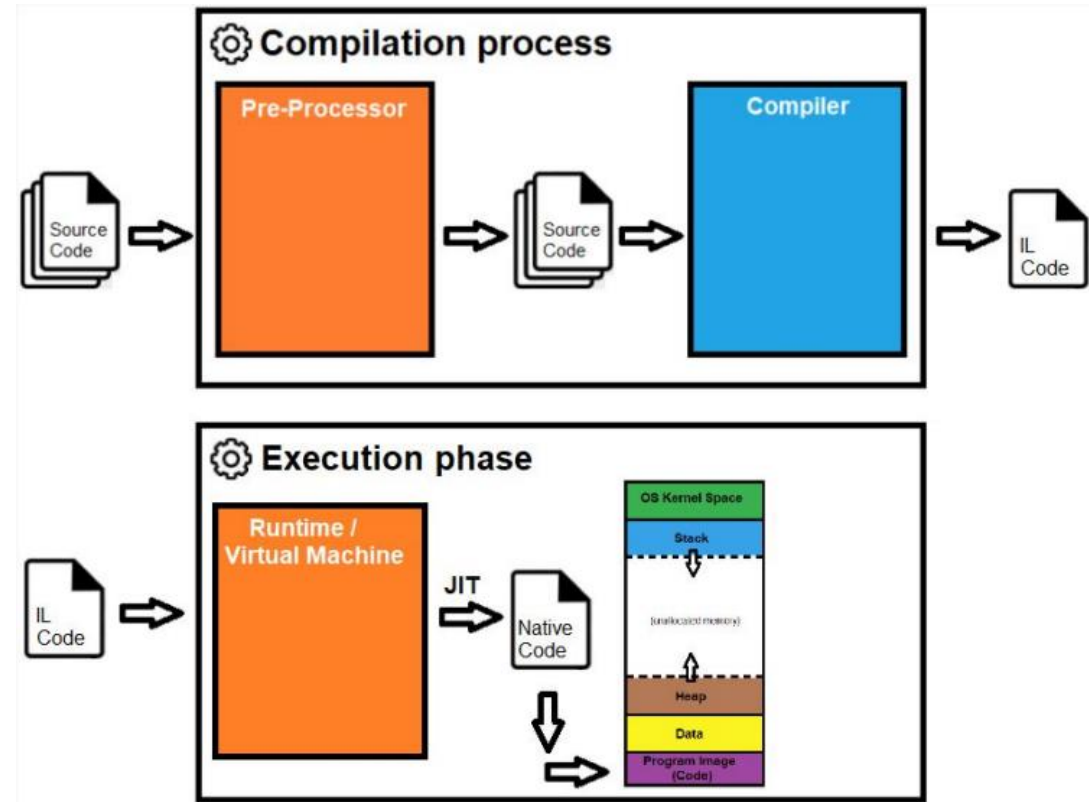 Compilation process
Pre-Processor
Compiler
Source
Code
Source
Code
IL
Code
Execution phase
Runtime /
Virtual Machine
IL
Code
JIT
Native
Code
OS Kernel Space
Stack
(unallocated memory)
Heap
Data
Program Image
(Code)